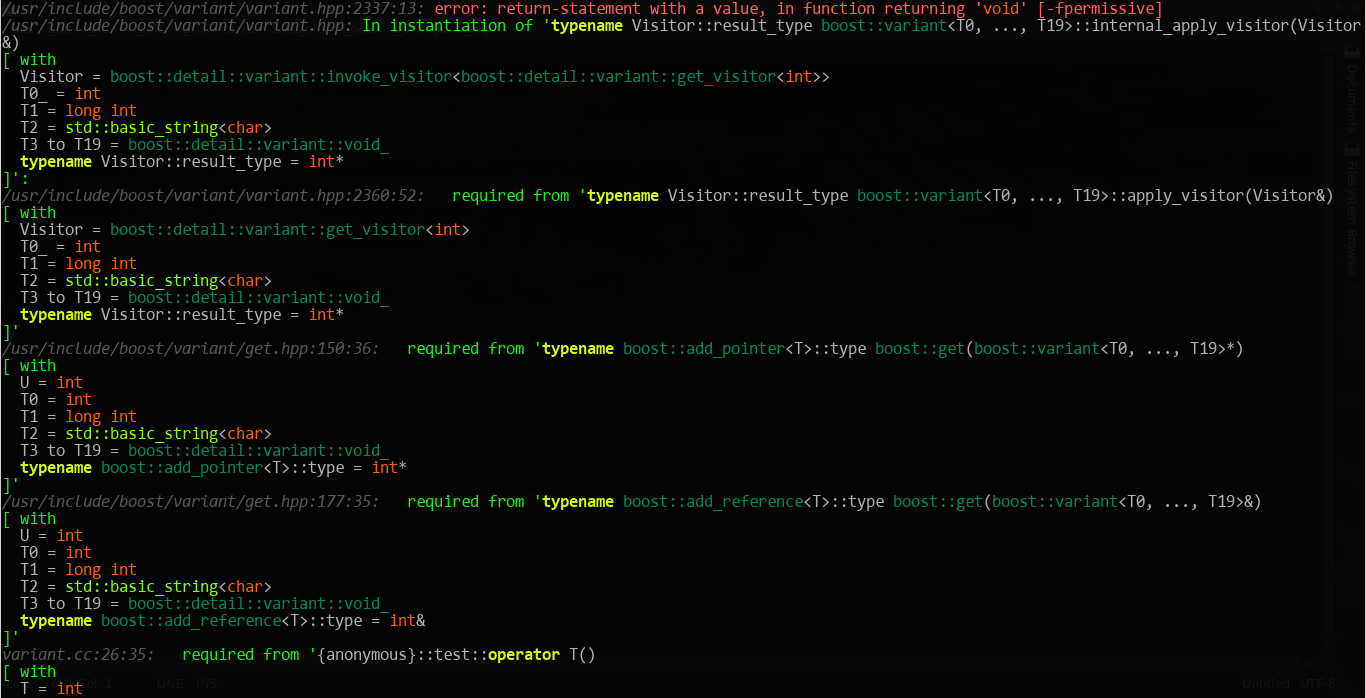 /usr/include/boost/variant/variant.hpp:2337:13: error: return-statement with a value, in function returning 'void' [-fpermissive]
/usr/include/boost/variant/variant.hpp: In instantiation of 'typename Visitor::result_type boost::variant<T0, ..., T19>::internal_apply_visitor(Visitor
&)
[ with
Visitor = boost::detail::variant::invoke_visitor<boost::detail::variant::get_visitor<int>>
T0_ = int
T1 = long int
T2 = std::basic_string<char>
T3 to T19 = boost::detail::variant::void_
typename Visitor::result_type = int*
]':
/usr/include/boost/variant/variant.hpp:2360:52:   required from 'typename Visitor::result_type boost::variant<T0, ..., T19>::apply_visitor(Visitor&)
[ with
Visitor = boost::detail::variant::get_visitor<int>
T0_ = int
T1 = long int
T2 = std::basic_string<char>
T3 to T19 = boost::detail::variant::void_
typename Visitor::result_type = int*
]'
/usr/include/boost/variant/get.hpp:150:36:   required from 'typename boost::add_pointer<T>::type boost::get(boost::variant<T0, ..., T19>*)
[ with
U = int
T0 = int
T1 = long int
T2 = std::basic_string<char>
T3 to T19 = boost::detail::variant::void_
typename boost::add_pointer<T>::type = int*
]'
/usr/include/boost/variant/get.hpp:177:35:   required from 'typename boost::add_reference<T>::type boost::get(boost::variant<T0, ..., T19>&)
[ with
U = int
T0 = int
T1 = long int
T2 = std::basic_string<char>
T3 to T19 = boost::detail::variant::void_
typename boost::add_reference<T>::type = int&
]'
variant.cc:26:35:   required from '{anonymous}::test::operator T()
[ with
T = int
Documents
Filesystem Browser
Col: 1 LINE INS
Untitled UTF-8